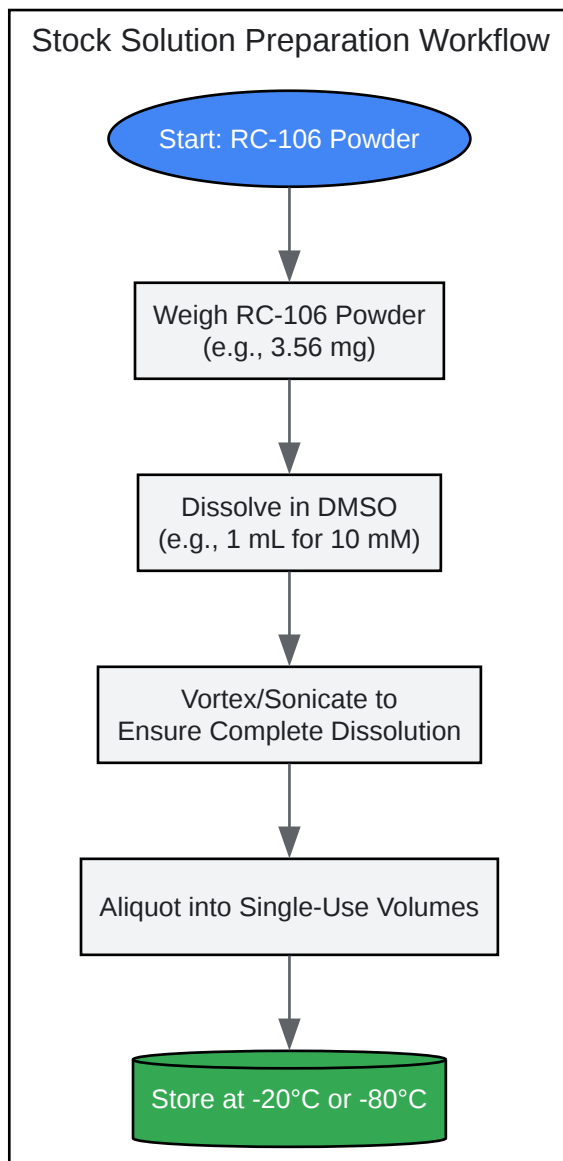 Stock Solution Preparation Workflow
Start: RC-106 Powder
Weigh RC-106 Powder
(e.g., 3.56 mg)
Dissolve in DMSO
(e.g., 1 mL for 10 mM)
Vortex/Sonicate to
Ensure Complete Dissolution
Aliquot into Single-Use Volumes
Store at -20°C or -80°C